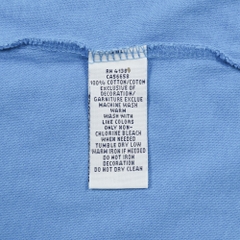 RN 41381
CA56658
100% COTTON/COTON
EXCLUSIVE OF
DECORATION/
GARNITURE EXCLUE
MACHINE WASH
WARM
WASH WITH
LIKE COLORS
ONLY NON-
CHLORINE BLEACH
WHEN NEEDED
TUMBLE DRY LOW
WARM IRON IF NEEDED
DO NOT IRON
DECORATION
DO NOT DRY CLEAN